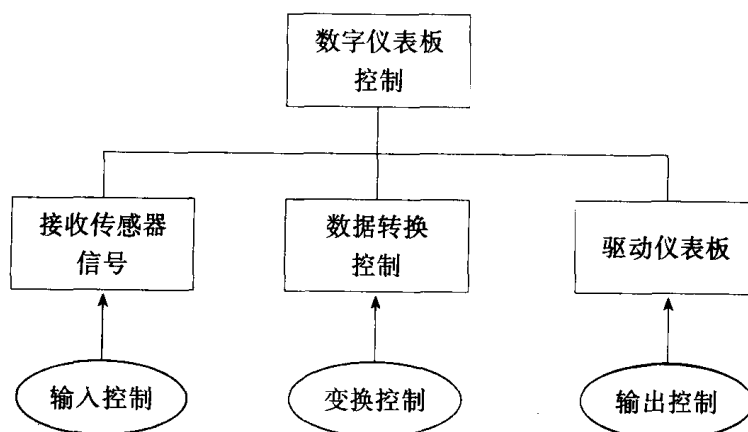 数字仪表板
控制
接收传感器
信号
数据转换
控制
驱动仪表板
输入控制
变换控制
输出控制